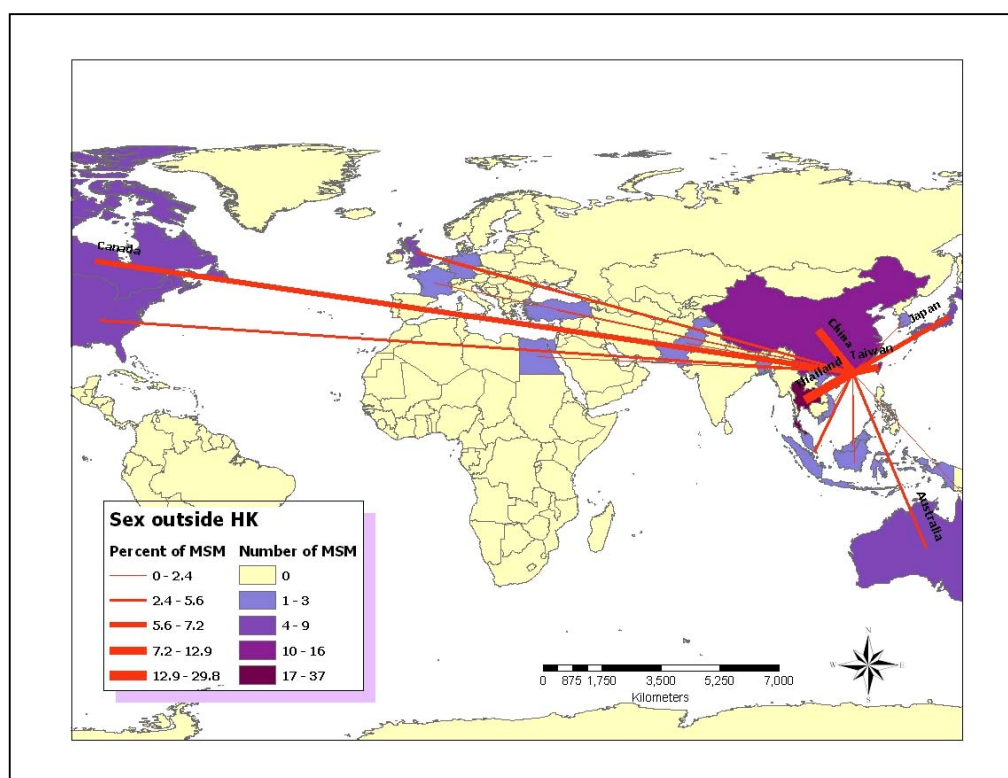 Canada
Japan
China
Taiwan
Thailand
Australia
Sex outside HK
Percent of MSM Number of MSM
0 - 2.4 0
2.4 - 5.6 1 - 3
5.6 - 7.2 4 - 9
7.2 - 12.9 10 - 16
12.9 - 29.8 17 - 37
N
W E
S
0 875 1,750 3,500 5,250 7,000
Kilometers